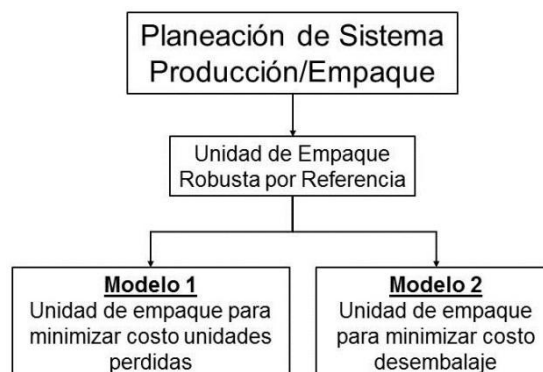 Planeación de Sistema
Producción/Empaque
Unidad de Empaque
Robusta por Referencia
Modelo 1
Unidad de empaque para
minimizar costo unidades
perdidas
Modelo 2
Unidad de empaque
para minimizar costo
desembalaje